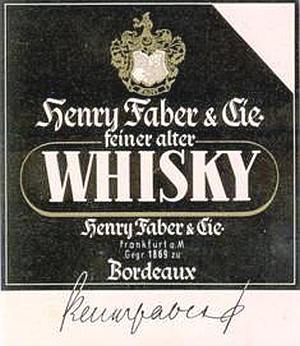 Henry Faber & Cie.
feiner alter
WHISKY
Henry Faber & Cie.
Frankfurt a.M
Gegr 1869 zu
Bordeaux